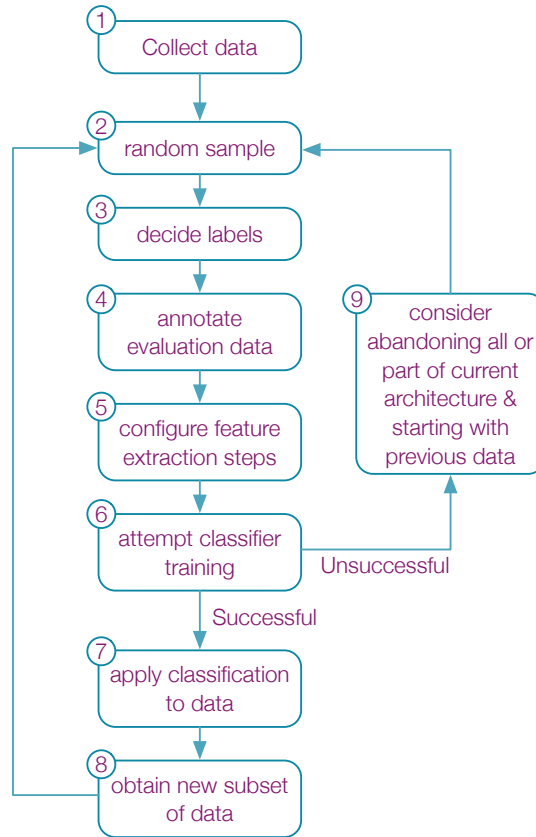 1
Collect data
2
random sample
3
decide labels
4
annotate
evaluation data
5
configure feature
extraction steps
6
attempt classifier
training
Unsuccessful
9
consider
abandoning all or
part of current
architecture &
starting with
previous data
Successful
7
apply classification
to data
8
obtain new subset
of data